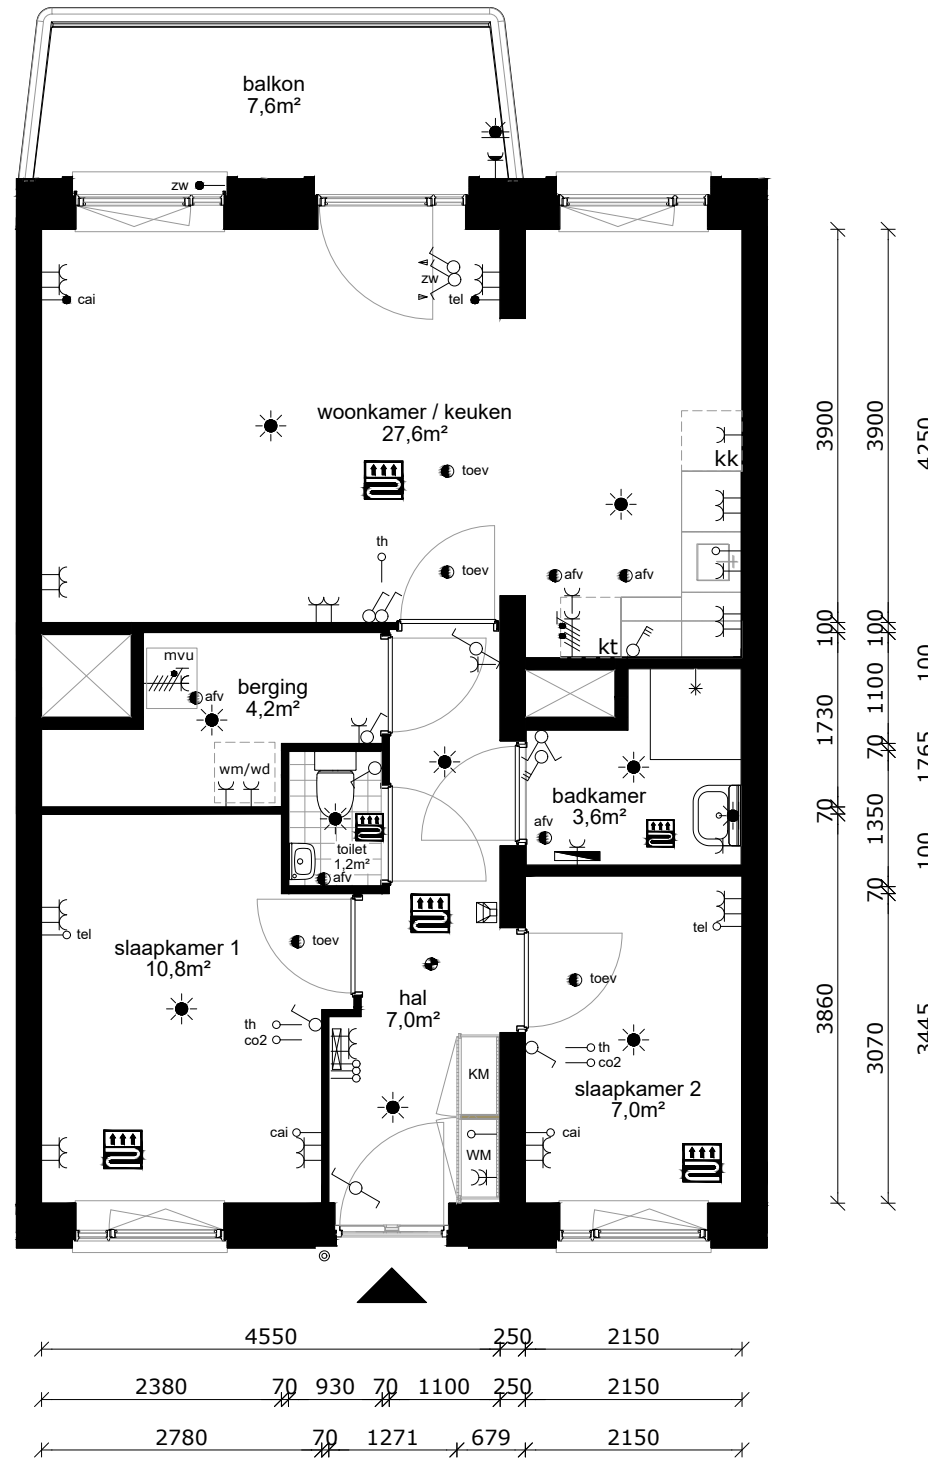 balkon
7,6m²
zw
cai
zw
tel
woonkamer / keuken
27,6m²
toev
kk
th
toev
afv
afv
kt
mvu
afv
berging
4,2m²
wm/wd
badkamer
3,6m²
afv
toilet
1,2m²
afv
tel
slaapkamer 1
10,8m²
toev
th
co2
cai
hal
7,0m²
KM
WM
tel
toev
th
co2
slaapkamer 2
7,0m²
cai
3900
100
1730
70
3860
3900
100
1100
70
1350
70
3070
4250
100
1765
100
3445
4550 250 2150
2380 70 930 70 1100 250 2150
2780 70 1271 679 2150